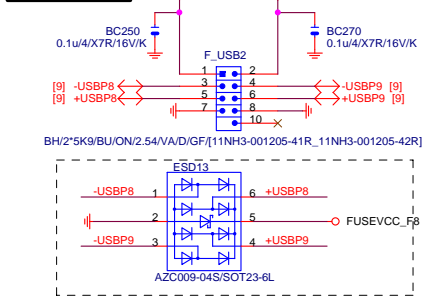 BC250
0.1u/4/X7R/16V/K
BC270
0.1u/4/X7R/16V/K
F_USB2
1 2
[9] -USBP8 3 4 -USBP9 [9]
[9] +USBP8 5 6 +USBP9 [9]
7 8
10
BH/2*5K9/BU/ON/2.54/VA/D/GF/[11NH3-001205-41R_11NH3-001205-42R]
ESD13
-USBP8 1 6 +USBP8
2 5 FUSEVCC_F8
-USBP9 3 4 +USBP9
AZC009-04S/SOT23-6L